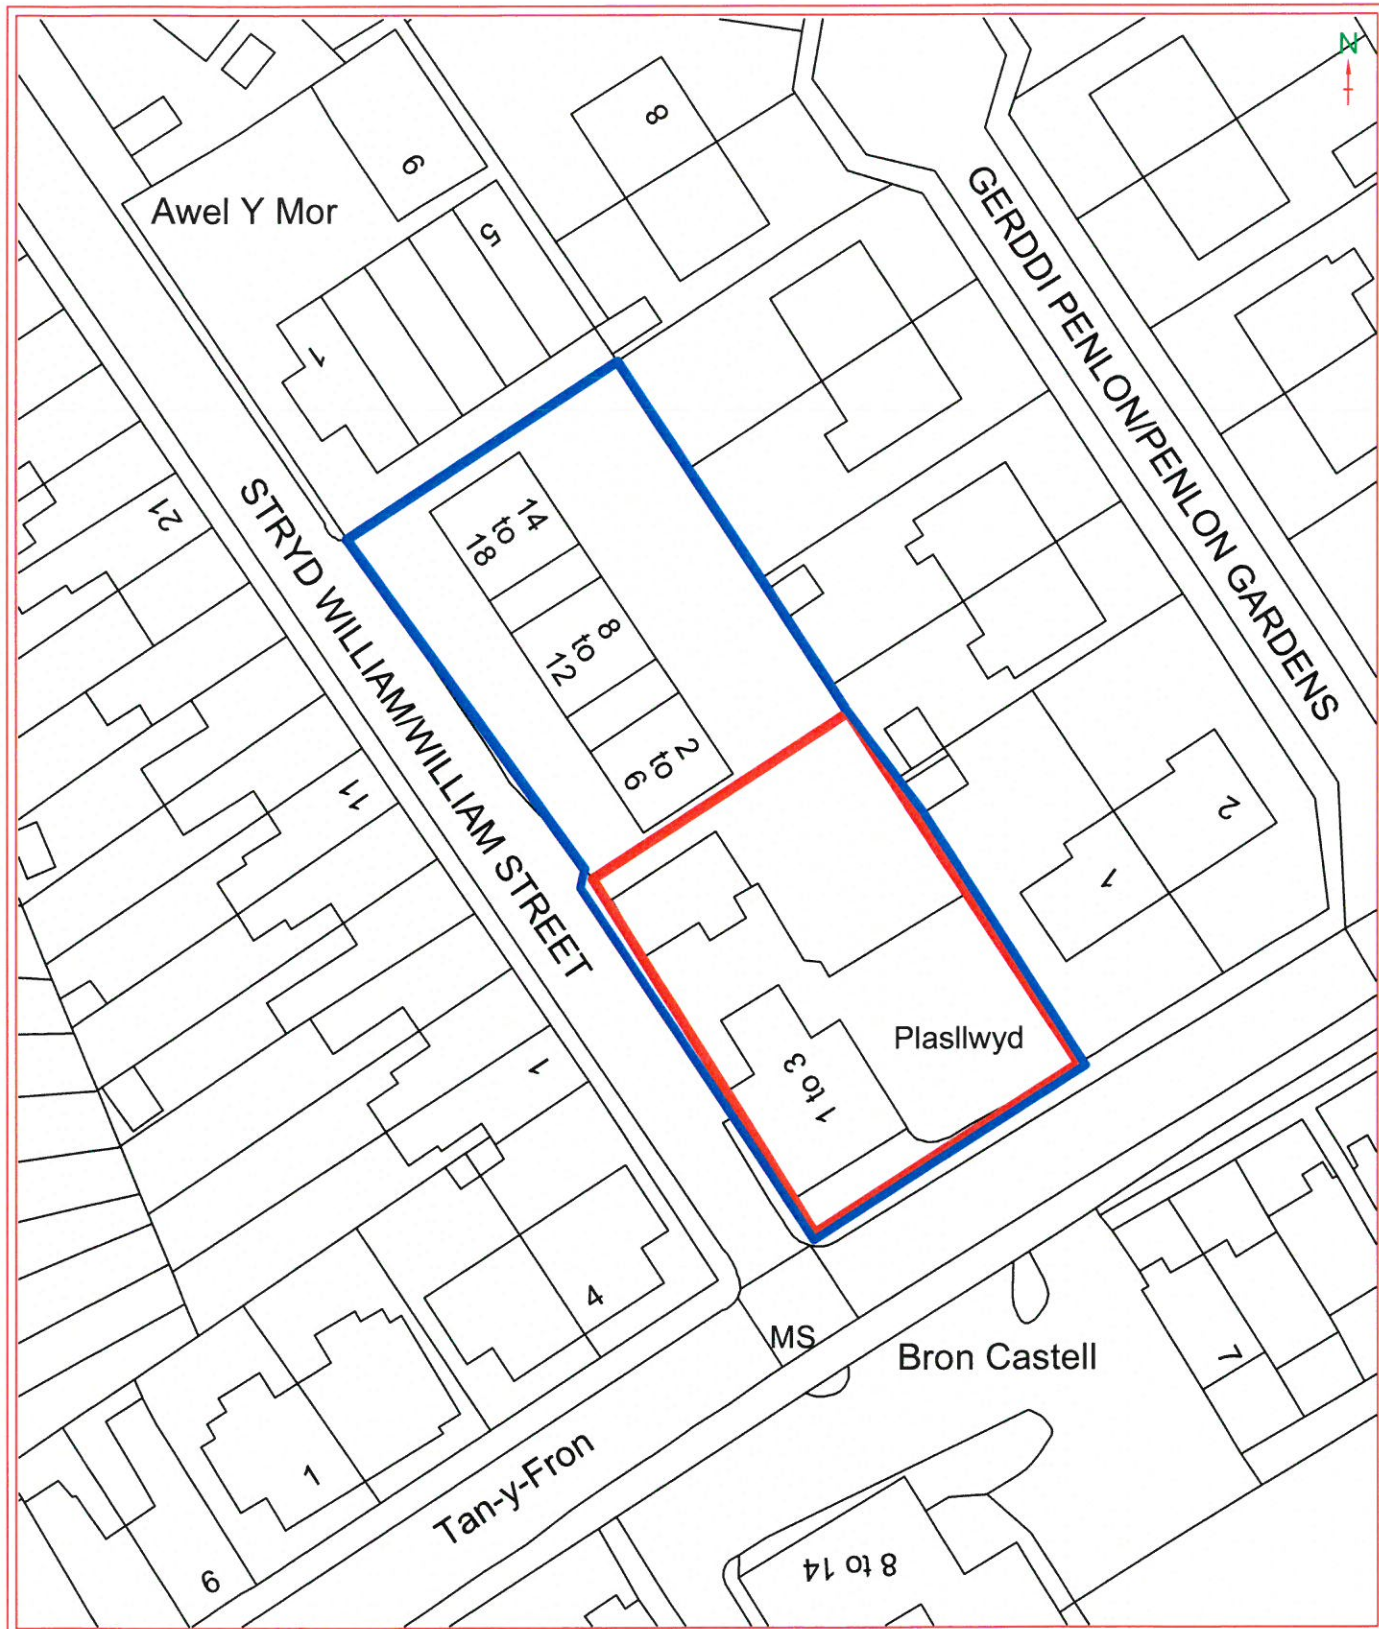 N
8
6
Awel Y Mor
5
GERDDI PENLON/PENLON GARDENS
1
21
STRYD WILLIAM/WILLIAM STREET
14
to
18
8
to
12
2
to
6
11
2
1
Plasllwyd
1 to 3
1
4
MS
Bron Castell
7
Tan-y-Fron
1
6
8 to 14